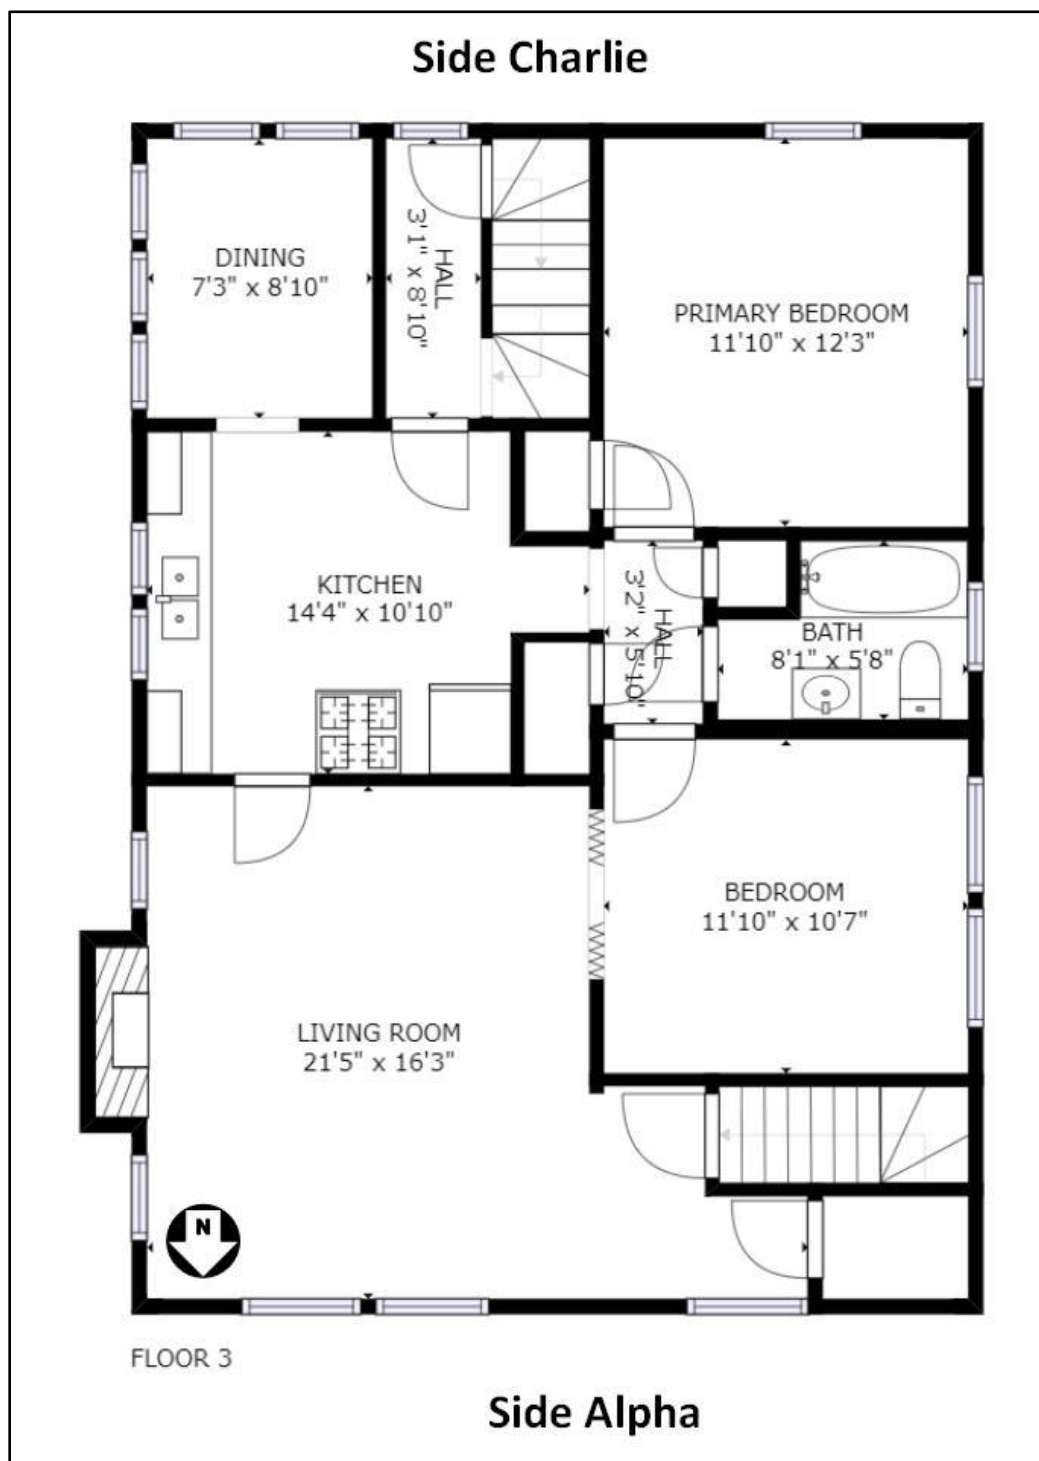 Side Charlie
DINING
7'3" x 8'10"
HALL
3'1" x 8'10"
PRIMARY BEDROOM
11'10" x 12'3"
KITCHEN
14'4" x 10'10"
HALL
3'2" x 5'10"
BATH
8'1" x 5'8"
BEDROOM
11'10" x 10'7"
LIVING ROOM
21'5" x 16'3"
N
FLOOR 3
Side Alpha